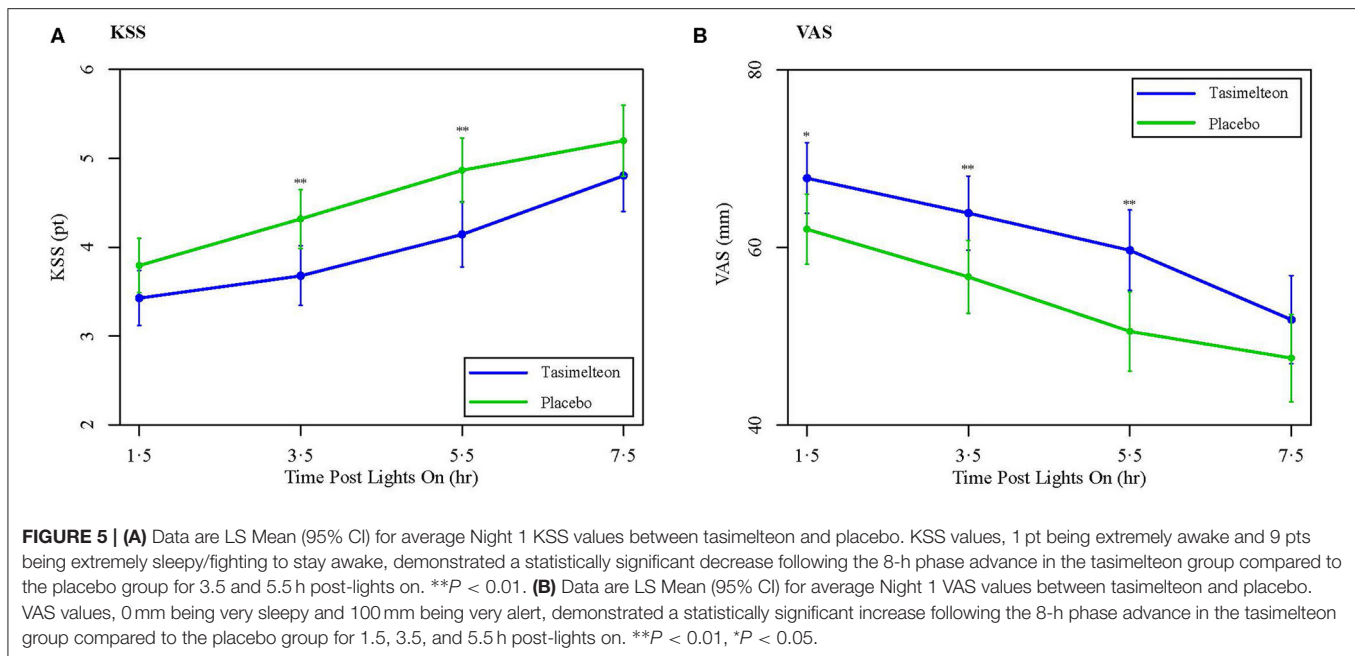 A KSS
6
5
4
3
2
KSS (pt)
**
**
Tasimelteon
Placebo
1·5 3·5 5·5 7·5
Time Post Lights On (hr)
B VAS
80
60
40
VAS (mm)
*
**
**
Tasimelteon
Placebo
1·5 3·5 5·5 7·5
Time Post Lights On (hr)
FIGURE 5 | (A) Data are LS Mean (95% CI) for average Night 1 KSS values between tasimelteon and placebo. KSS values, 1 pt being extremely awake and 9 pts
being extremely sleepy/fighting to stay awake, demonstrated a statistically significant decrease following the 8-h phase advance in the tasimelteon group compared to
the placebo group for 3.5 and 5.5 h post-lights on. **P < 0.01. (B) Data are LS Mean (95% CI) for average Night 1 VAS values between tasimelteon and placebo.
VAS values, 0 mm being very sleepy and 100 mm being very alert, demonstrated a statistically significant increase following the 8-h phase advance in the tasimelteon
group compared to the placebo group for 1.5, 3.5, and 5.5 h post-lights on. **P < 0.01, *P < 0.05.